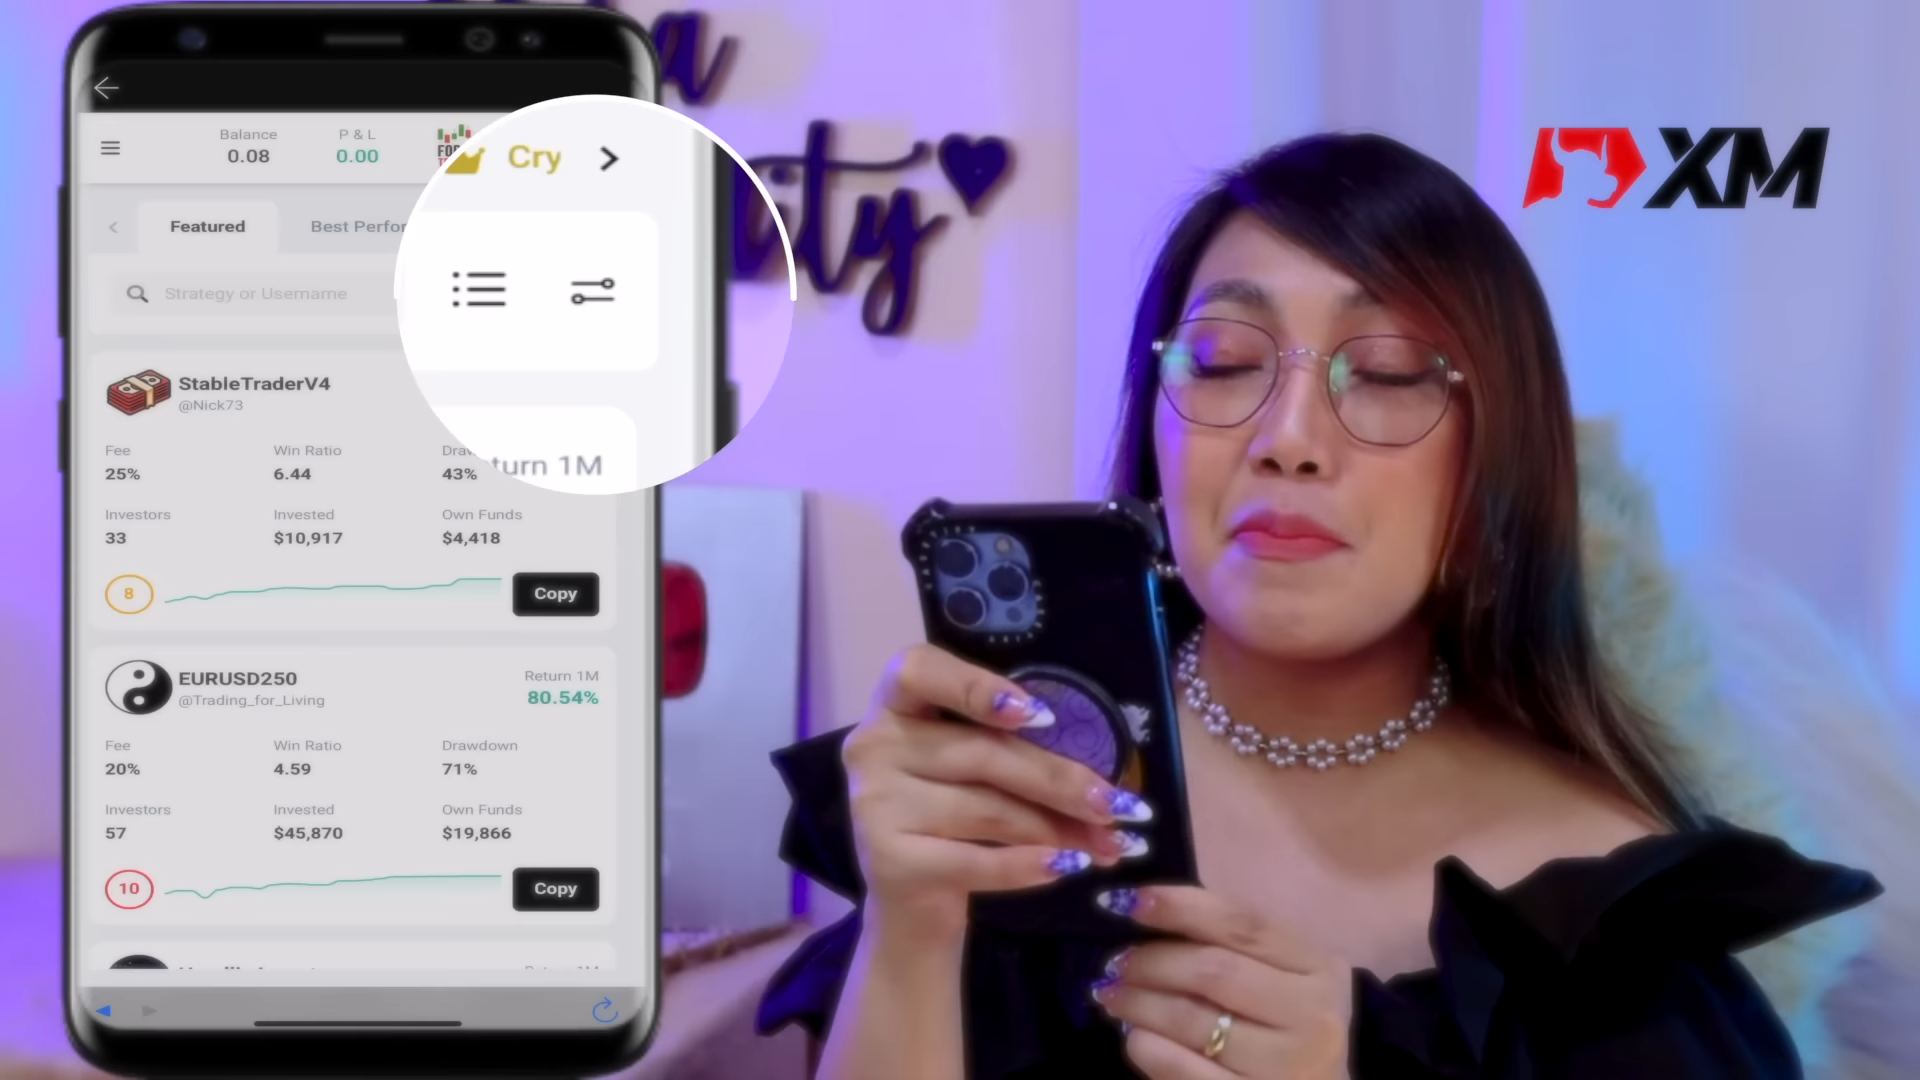 Balance
0.08
P & L
0.00
FOR
Cry
Featured
Best Perfor
Strategy or Username
StableTraderV4
@Nick73
turn 1M
Fee
25%
Win Ratio
6.44
Draw
43%
Investors
33
Invested
$10,917
Own Funds
$4,418
8
Copy
EURUSD250
@Trading_for_Living
Return 1M
80.54%
Fee
20%
Win Ratio
4.59
Drawdown
71%
Investors
57
Invested
$45,870
Own Funds
$19,866
10
Copy
XM